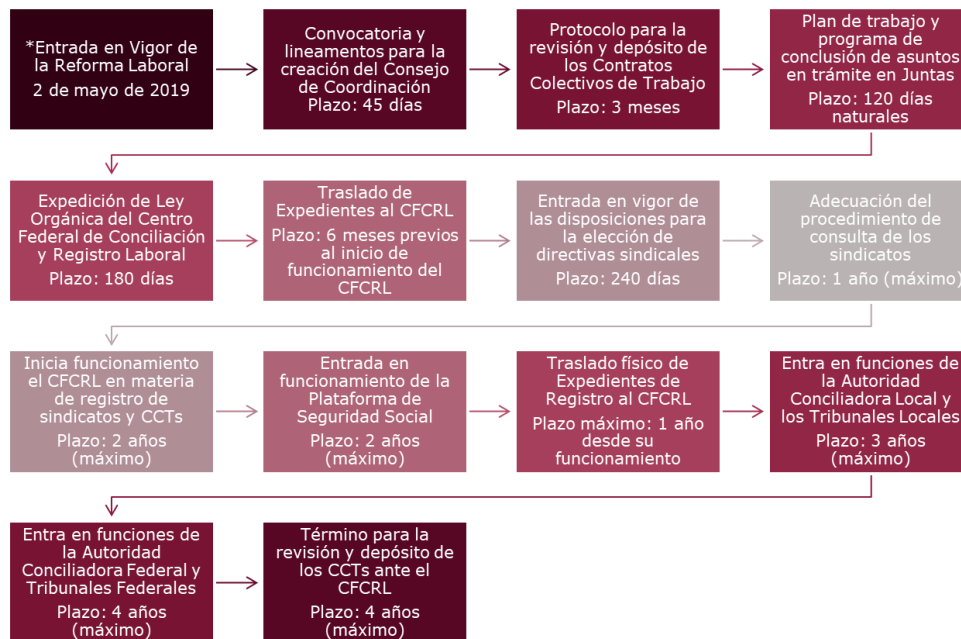 *Entrada en Vigor de
la Reforma Laboral
2 de mayo de 2019
Convocatoria y
lineamentos para la
creación del Consejo
de Coordinación
Plazo: 45 días
Protocolo para la
revisión y depósito de
los Contratos
Colectivos de Trabajo
Plazo: 3 meses
Plan de trabajo y
programa de
conclusión de asuntos
en trámite en Juntas
Plazo: 120 días
naturales
Expedición de Ley
Orgánica del Centro
Federal de Conciliación
y Registro Laboral
Plazo: 180 días
Traslado de
Expedientes al CFCRL
Plazo: 6 meses previos
al inicio de
funcionamiento del
CFCRL
Entrada en vigor de
las disposiciones para
la elección de
directivas sindicales
Plazo: 240 días
Adecuación del
procedimiento de
consulta de los
sindicatos
Plazo: 1 año (máximo)
Inicia funcionamiento
el CFCRL en materia
de registro de
sindicatos y CCTs
Plazo: 2 años
(máximo)
Entrada en
funcionamiento de la
Plataforma de
Seguridad Social
Plazo: 2 años
(máximo)
Traslado físico de
Expedientes de
Registro al CFCRL
Plazo máximo: 1 año
desde su
funcionamiento
Entra en funciones de
la Autoridad
Conciliadora Local y
los Tribunales Locales
Plazo: 3 años
(máximo)
Entra en funciones de
la Autoridad
Conciliadora Federal y
Tribunales Federales
Plazo: 4 años
(máximo)
Término para la
revisión y depósito de
los CCTs ante el
CFCRL
Plazo: 4 años
(máximo)